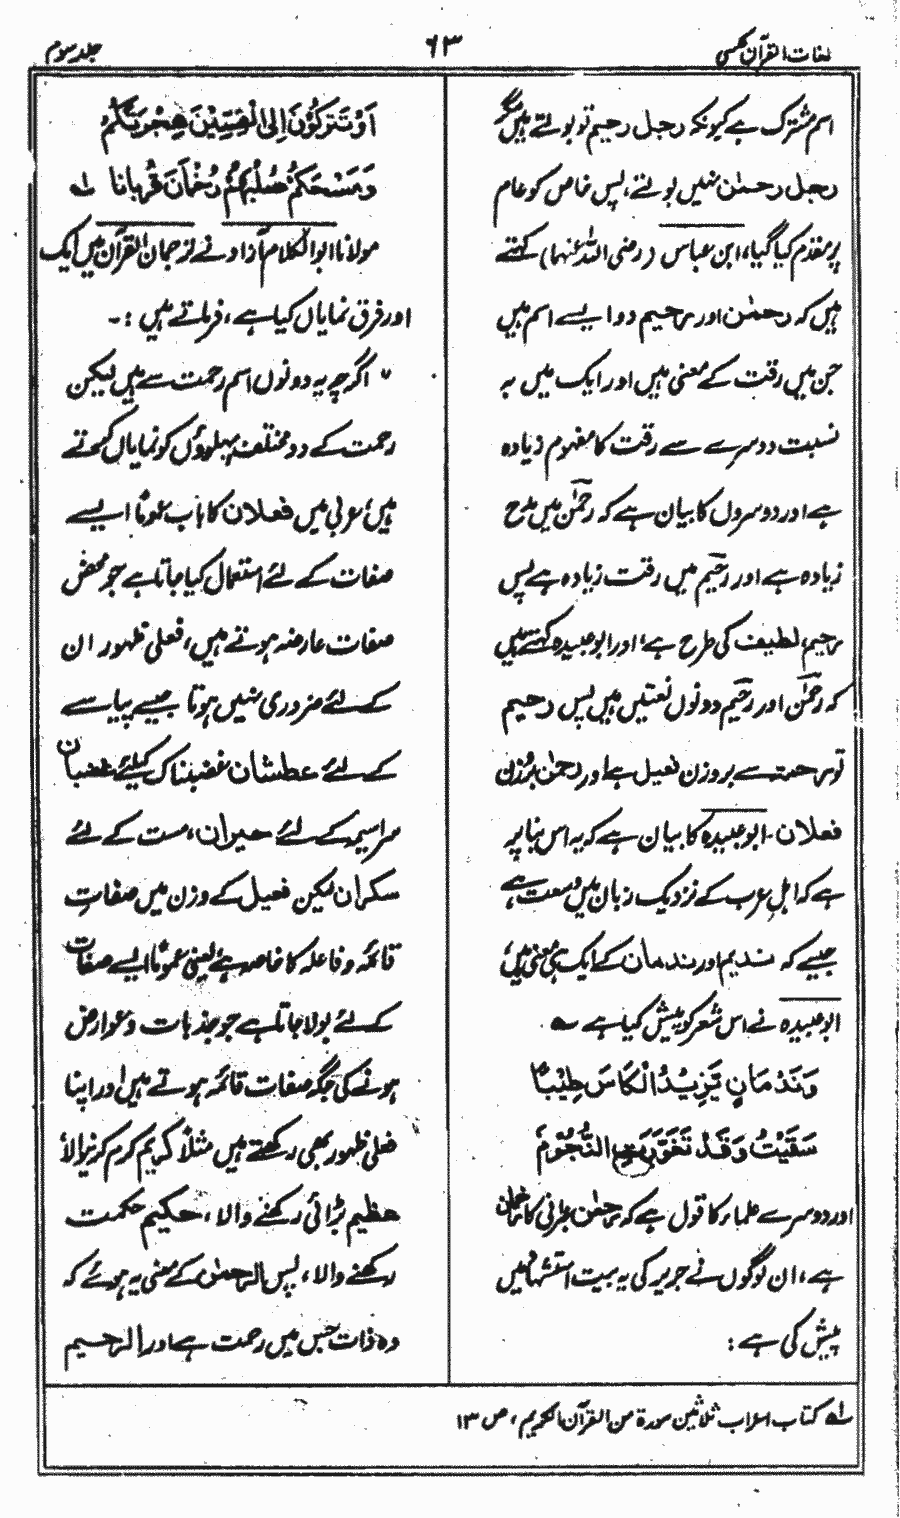 لغات القرآن
۶۳
جلد سوم
اسم مشترک ہے کیونکہ رجل رحیم تو بولتے ہیں
رجل رحمٰن نہیں بولتے، پس خاص کو عام
پر مقدم کیا گیا، ابن عباس (رضی اللہ عنہما) کہتے
ہیں کہ رحمٰن اور رحیم دو ایسے اسم ہیں
جن میں رقت کے معنی ہیں اور ایک میں بہ
نسبت دوسرے سے رقت کا مفہوم زیادہ
ہے اور دوسروں کا بیان ہے کہ رحمٰن میں مدح
زیادہ ہے اور رحیم میں رقت زیادہ ہے پس
رحیم لطیف کی طرح ہے، اور ابوعبیدہ کہتے ہیں
کہ رحمٰن اور رحیم دونوں نعتیں ہیں پس رحیم
تو رحمت سے بروزن فعیل ہے اور رحمٰن بروزن
فعلان، ابوعبیدہ کا بیان ہے کہ یہ اس بنا پر
ہے کہ اہل عرب کے نزدیک زبان میں وسعت ہے
جیسے کہ ندیم اور ندمان کے ایک ہی معنی ہیں،
ابوعبیدہ نے اس شعر کو پیش کیا ہے ؎
وَنَدْمَانٍ یَّزِیْدُ الْکَاسَ طِیْبًا
سَقَیْتُ وَقَدْ تَغَوَّرَتِ النُّجُوْمُ
اور دوسرے علماء کا قول ہے کہ رحمٰن عبرانی کا رخمان
ہے، ان لوگوں نے جریر کی یہ بیت استشہاد میں
پیش کی ہے :
اَوْ تَتْرُکُوْنَ اِلَی الْقِسِّیْنَ ھِجْرَتَکُمْ
وَمَسْحَکُمْ صُلْبَھُمْ رُخْمَانَ قُرْبَانًا ۱ہ
مولانا ابو الکلام آزاد نے ترجمان القرآن میں ایک
اور فرق نمایاں کیا ہے، فرماتے ہیں :۔
" اگرچہ یہ دونوں اسم رحمت سے ہیں لیکن
رحمت کے دو مختلف پہلوؤں کو نمایاں کرتے
ہیں، عربی میں فعلان کا باب عموماً ایسے
صفات کے لئے استعمال کیا جاتا ہے جو محض
صفات عارضہ ہوتے ہیں، فعلی ظہور ان
کے لئے ضروری نہیں ہوتا جیسے پیاسے
کے لئے عطشان غضبناک کیلئے غضبان
سراسیمہ کے لئے حیران، مست کے لئے
سکران لیکن فعیل کے وزن میں صفات
قائمہ و فاعلہ کا خاصہ ہے یعنی عموماً ایسے صفات
کے لئے بولا جاتا ہے جو جذبات و عوارض
ہونے کی جگہ صفات قائمہ ہوتے ہیں اور اپنا
فعلی ظہور بھی رکھتے ہیں مثلاً کریم کرم کرنیوالا
عظیم بڑائی رکھنے والا، حکیم حکمت
رکھنے والا، پس الرحمٰن کے معنی یہ ہوئے کہ
وہ ذات جس میں رحمت ہے اور الرحیم
۱ہ کتاب اعراب ثلاثین سورة من القرآن الکریم، ص ۱۳